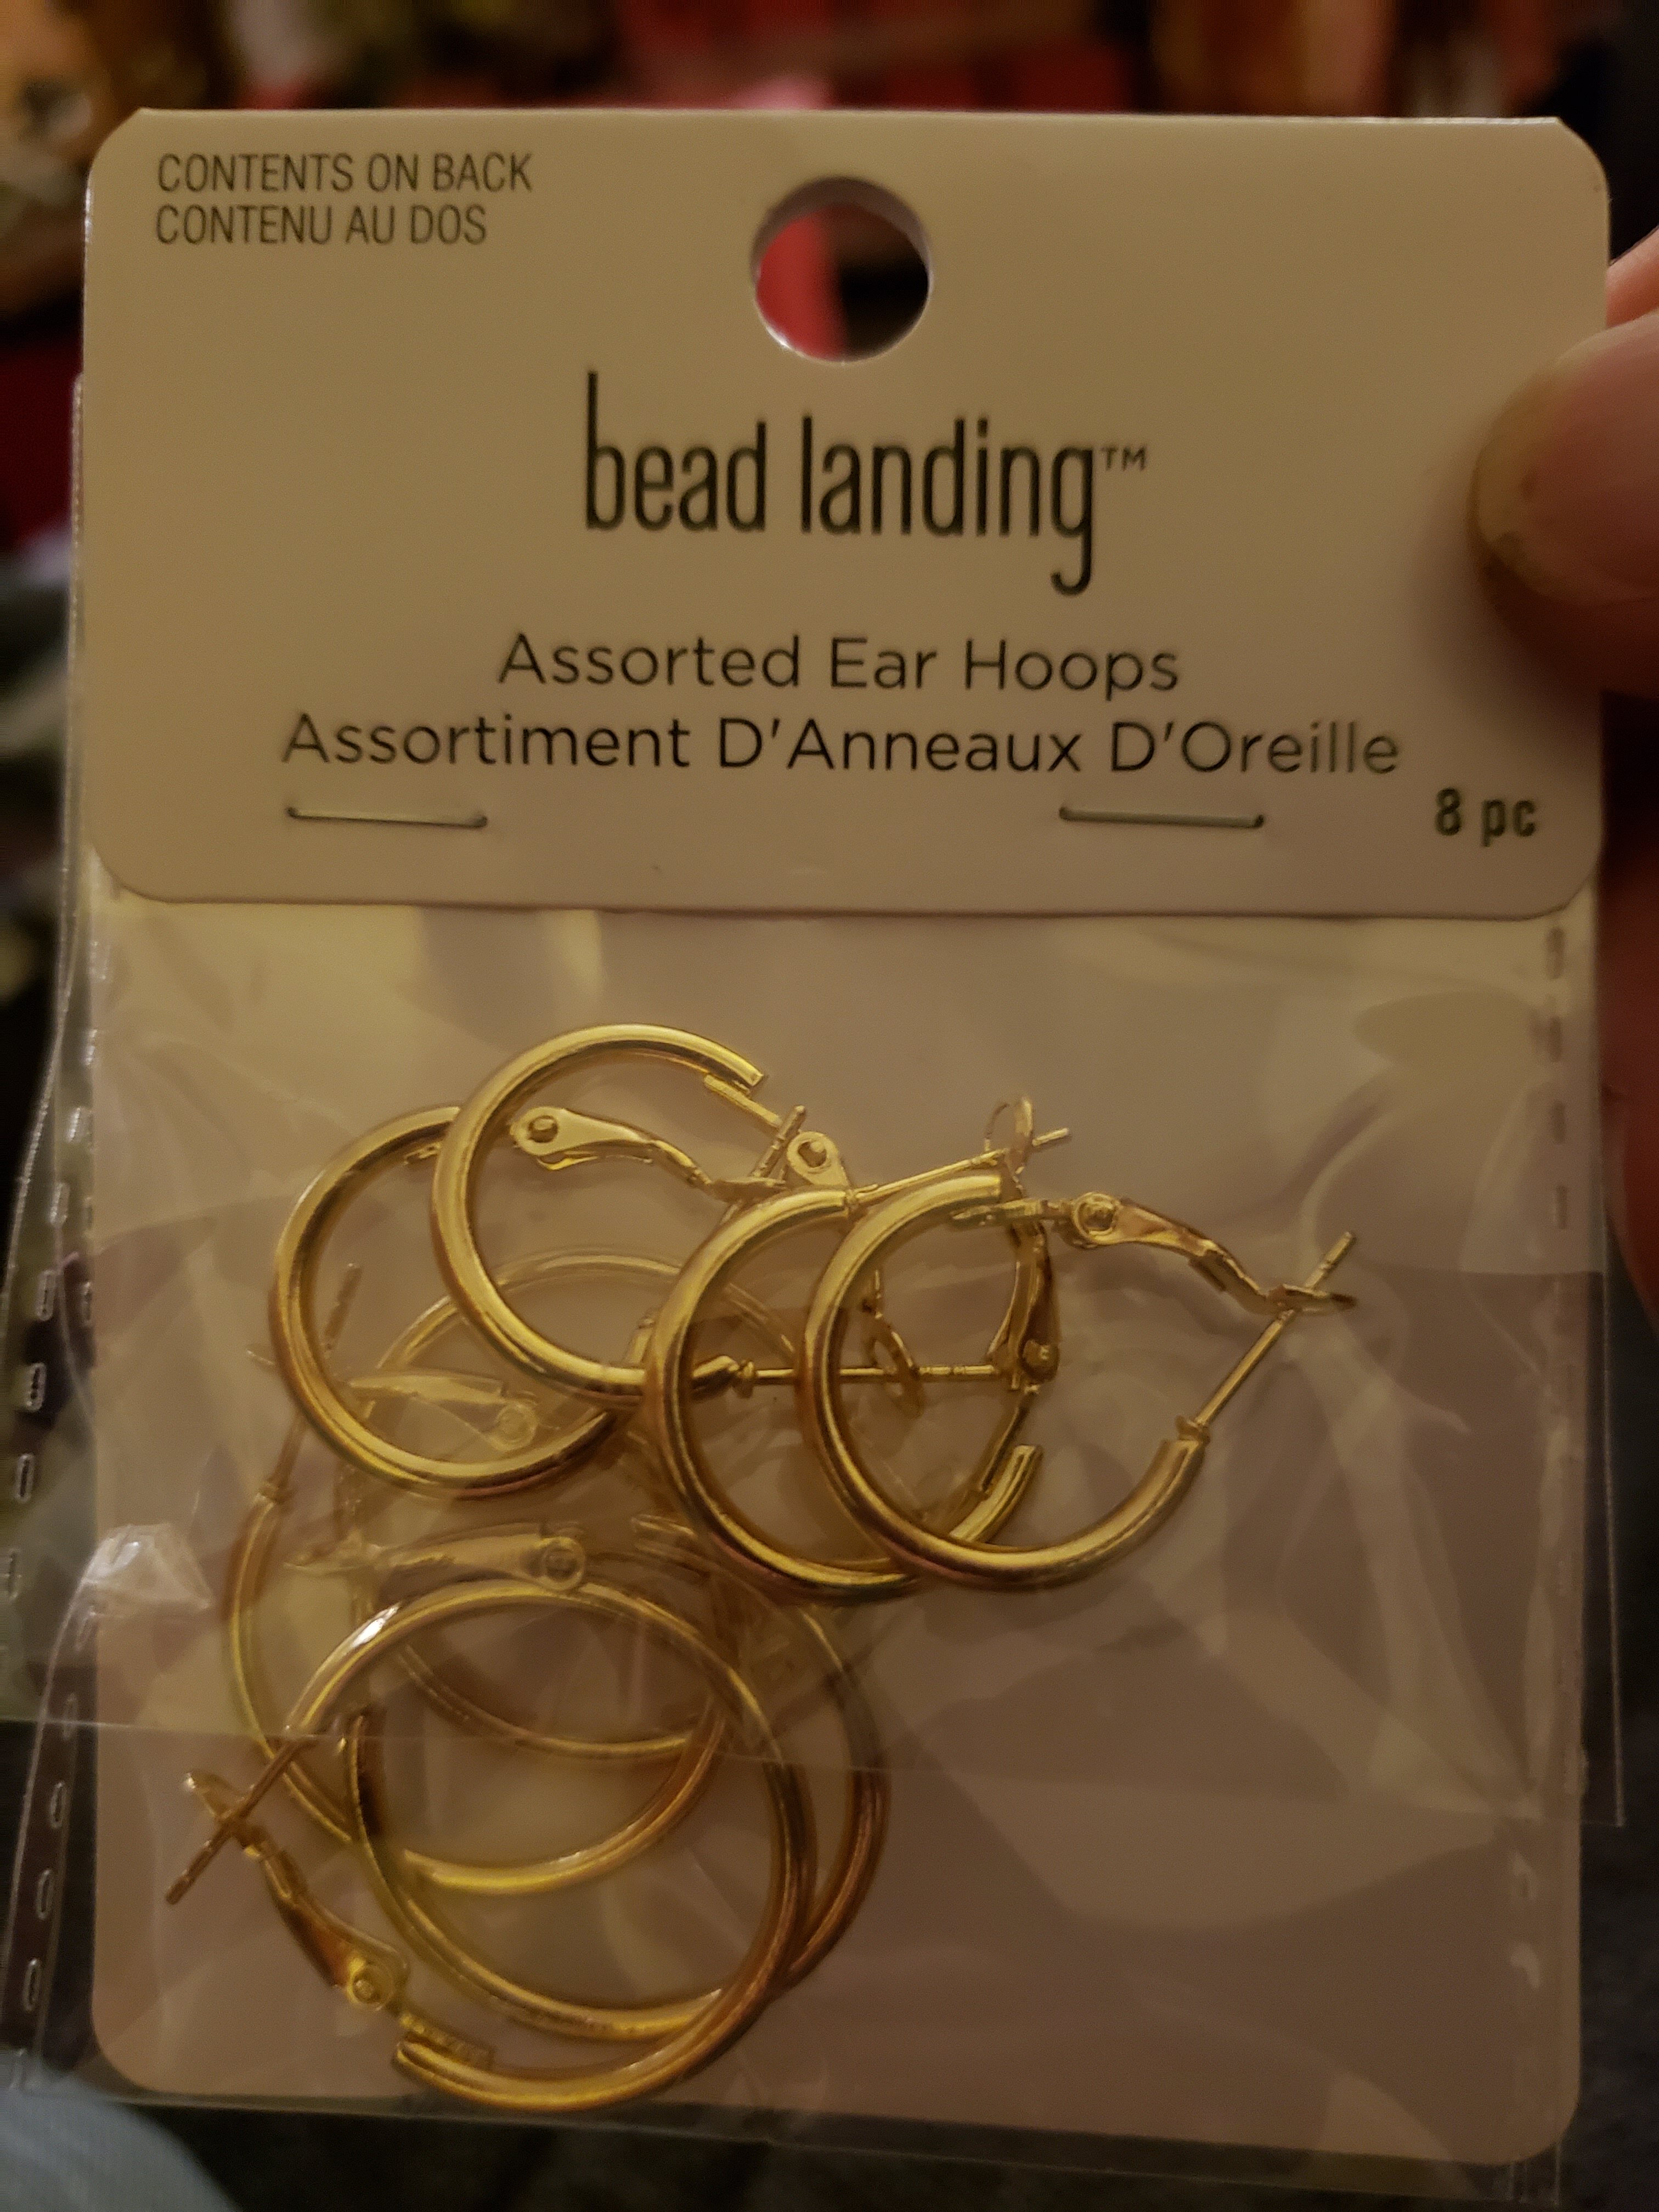 CONTENTS ON BACK
CONTENU AU DOS
bead landing™
Assorted Ear Hoops
Assortiment D'Anneaux D'Oreille
8 pc